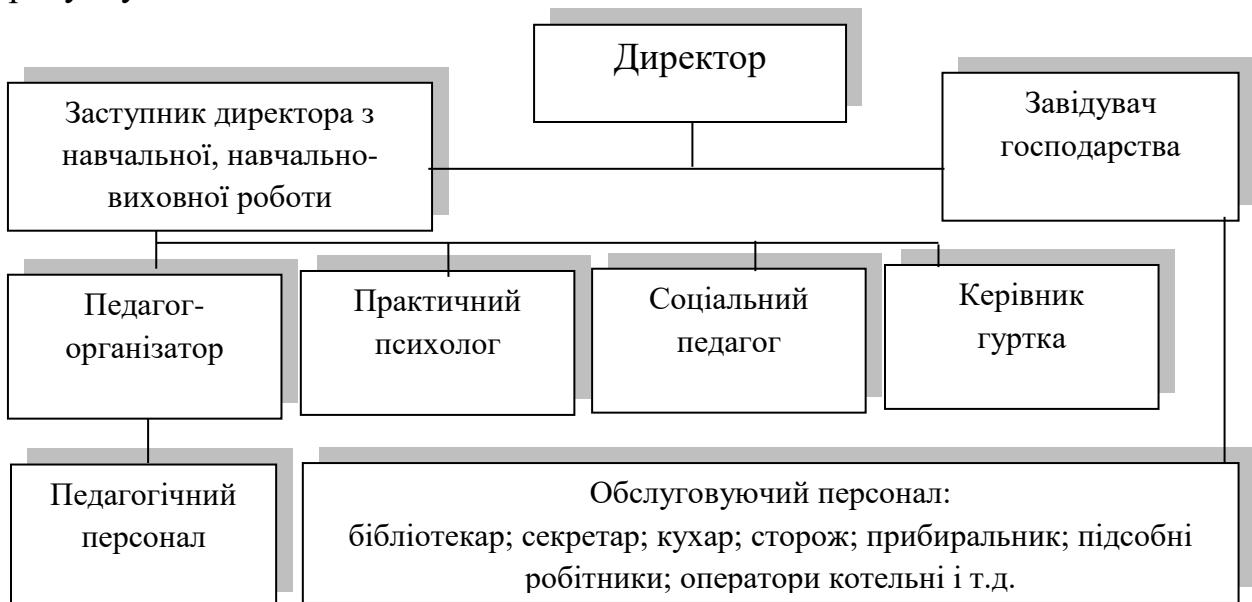 Директор
Заступник директора з
навчальної, навчально-
виховної роботи
Завідувач
господарства
Педагог-
організатор
Практичний
психолог
Соціальний
педагог
Керівник
гуртка
Педагогічний
персонал
Обслуговуючий персонал:
бібліотекар; секретар; кухар; сторож; прибиральник; підсобні
робітники; оператори котельні і т.д.